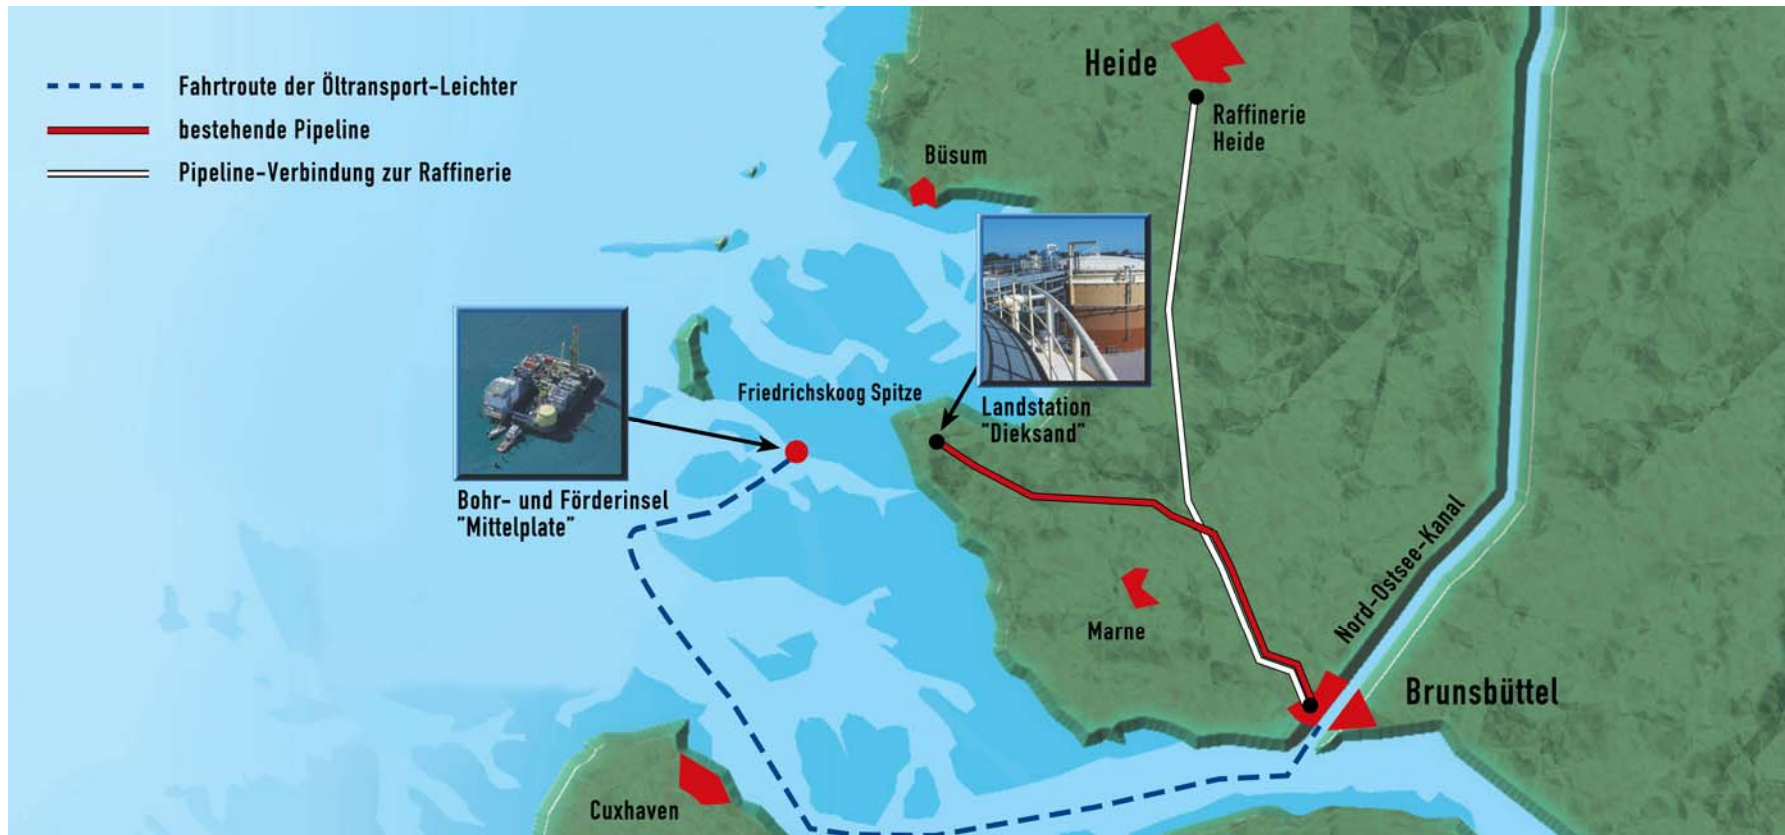 Fahrtroute der Öltransport-Leichter
bestehende Pipeline
Pipeline-Verbindung zur Raffinerie
Heide
Raffinerie
Heide
Büsum
Friedrichskoog Spitze
Landstation
"Dieksand"
Bohr- und Förderinsel
"Mittelplate"
Nord-Ostsee-Kanal
Marne
Brunsbüttel
Cuxhaven